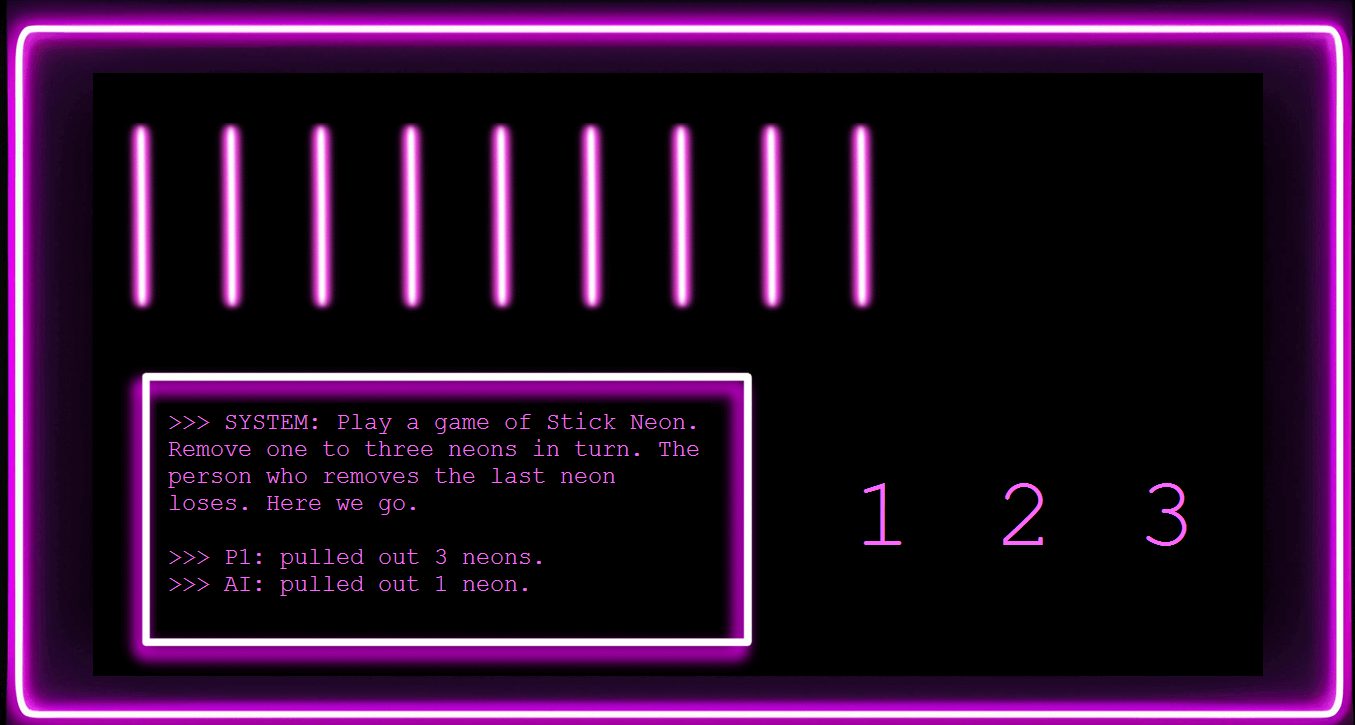 >>> SYSTEM: Play a game of Stick Neon.
Remove one to three neons in turn. The
person who removes the last neon
loses. Here we go.
>>> P1: pulled out 3 neons.
>>> AI: pulled out 1 neon.
1 2 3